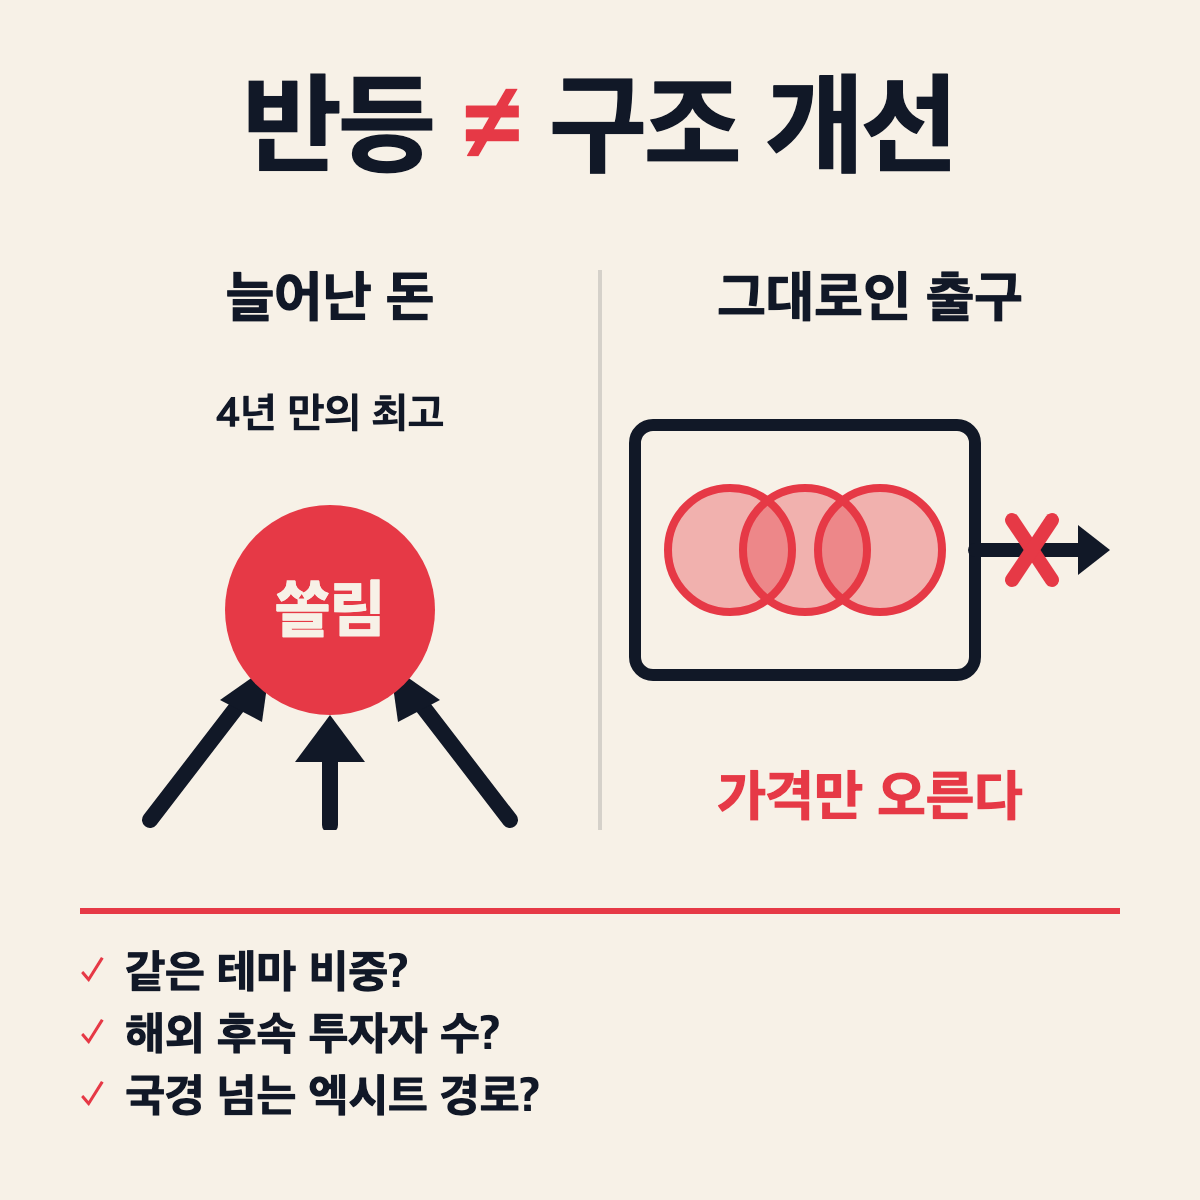 반등 ≠ 구조 개선
늘어난 돈
4년 만의 최고
쏠림
그대로인 출구
가격만 오른다
✓ 같은 테마 비중?
✓ 해외 후속 투자자 수?
✓ 국경 넘는 엑시트 경로?